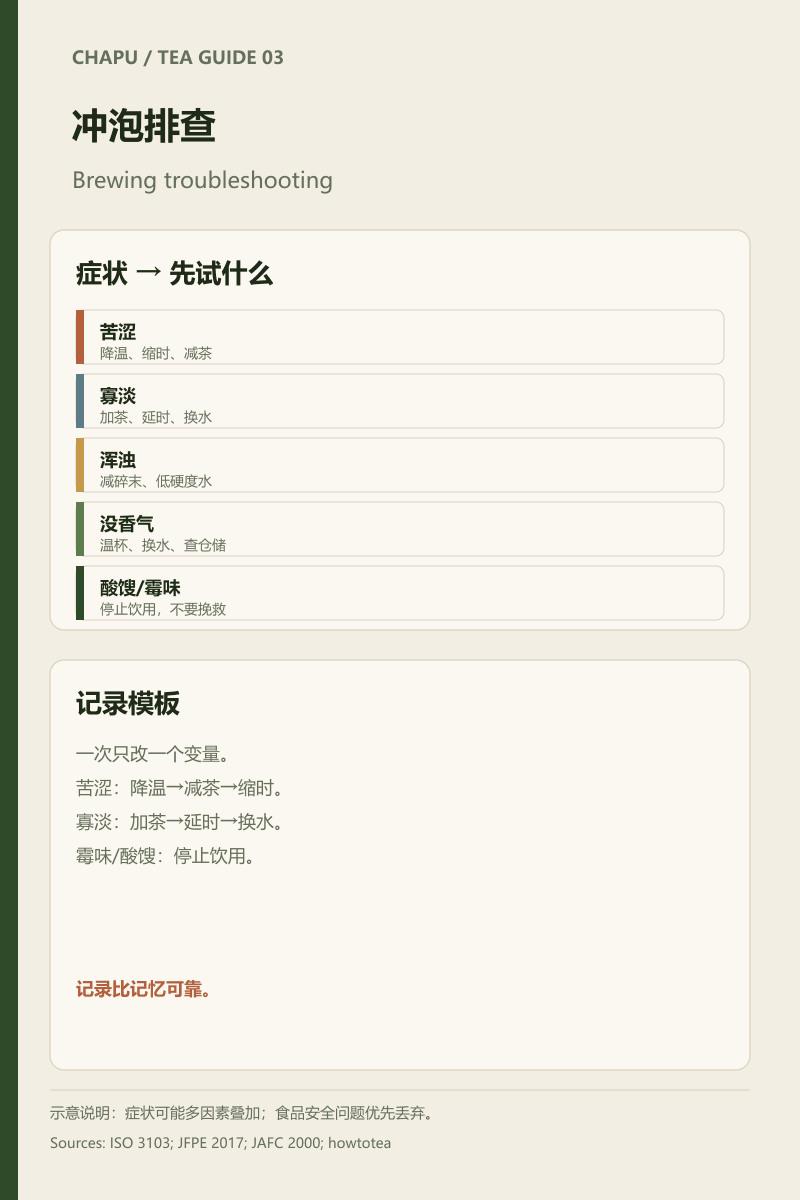 CHAPU / TEA GUIDE 03
冲泡排查
Brewing troubleshooting
症状 → 先试什么
苦涩
降温、缩时、减茶
寡淡
加茶、延时、换水
浑浊
减碎末、低硬度水
没香气
温杯、换水、查仓储
酸馊/霉味
停止饮用，不要挽救
记录模板
一次只改一个变量。
苦涩：降温→减茶→缩时。
寡淡：加茶→延时→换水。
霉味/酸馊：停止饮用。
记录比记忆可靠。
示意说明：症状可能多因素叠加；食品安全问题优先丢弃。
Sources: ISO 3103; JFPE 2017; JAFC 2000; howtotea